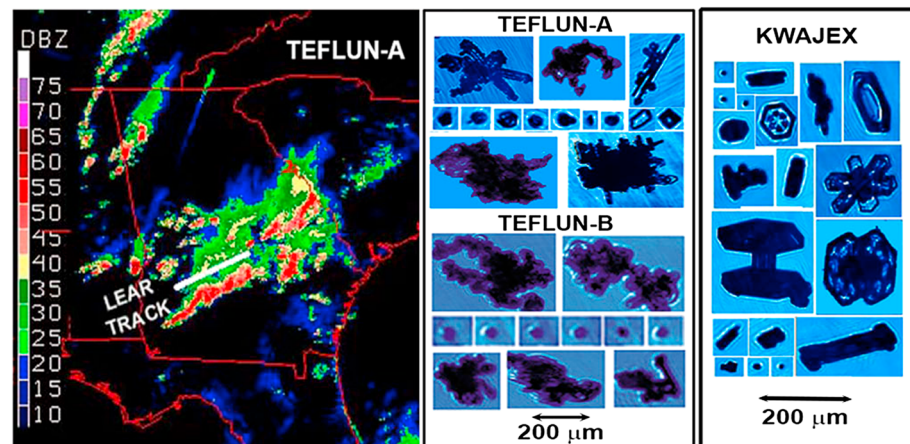 DBZ
TEFLUN-A
75
70
65
60
55
50
45
40
35
30
25
20
15
10
LEAR
TRACK
TEFLUN-A
TEFLUN-B
200 μm
KWAJEX
200 μm